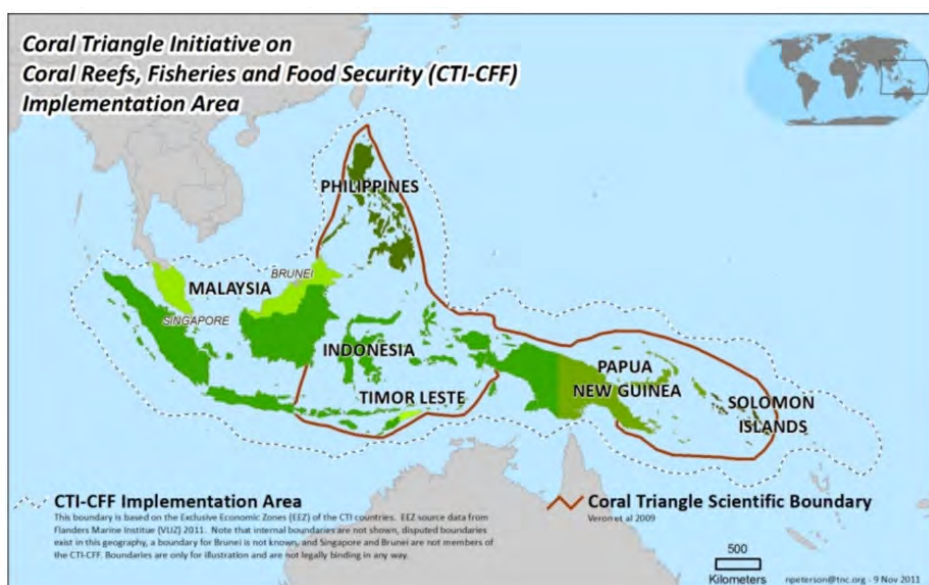 Coral Triangle Initiative on
Coral Reefs, Fisheries and Food Security (CTI-CFF)
Implementation Area
PHILIPPINES
BRUNEI
MALAYSIA
SINGAPORE
INDONESIA
PAPUA
NEW GUINEA
TIMOR LESTE
SOLOMON
ISLANDS
CTI-CFF Implementation Area
This boundary is based on the Exclusive Economic Zones (EEZ) of the CTI countries. EEZ source data from
Flanders Marine Institue (VLIZ) 2011. Note that internal boundaries are not shown, disputed boundaries
exist in this geography, a boundary for Brunei is not known, and Singapore and Brunei are not members of
the CTI-CFF. Boundaries are only for illustration and are not legally binding in any way.
Coral Triangle Scientific Boundary
Veron et al 2009
500
Kilometers
npeterson@tnc.org - 9 Nov 2011